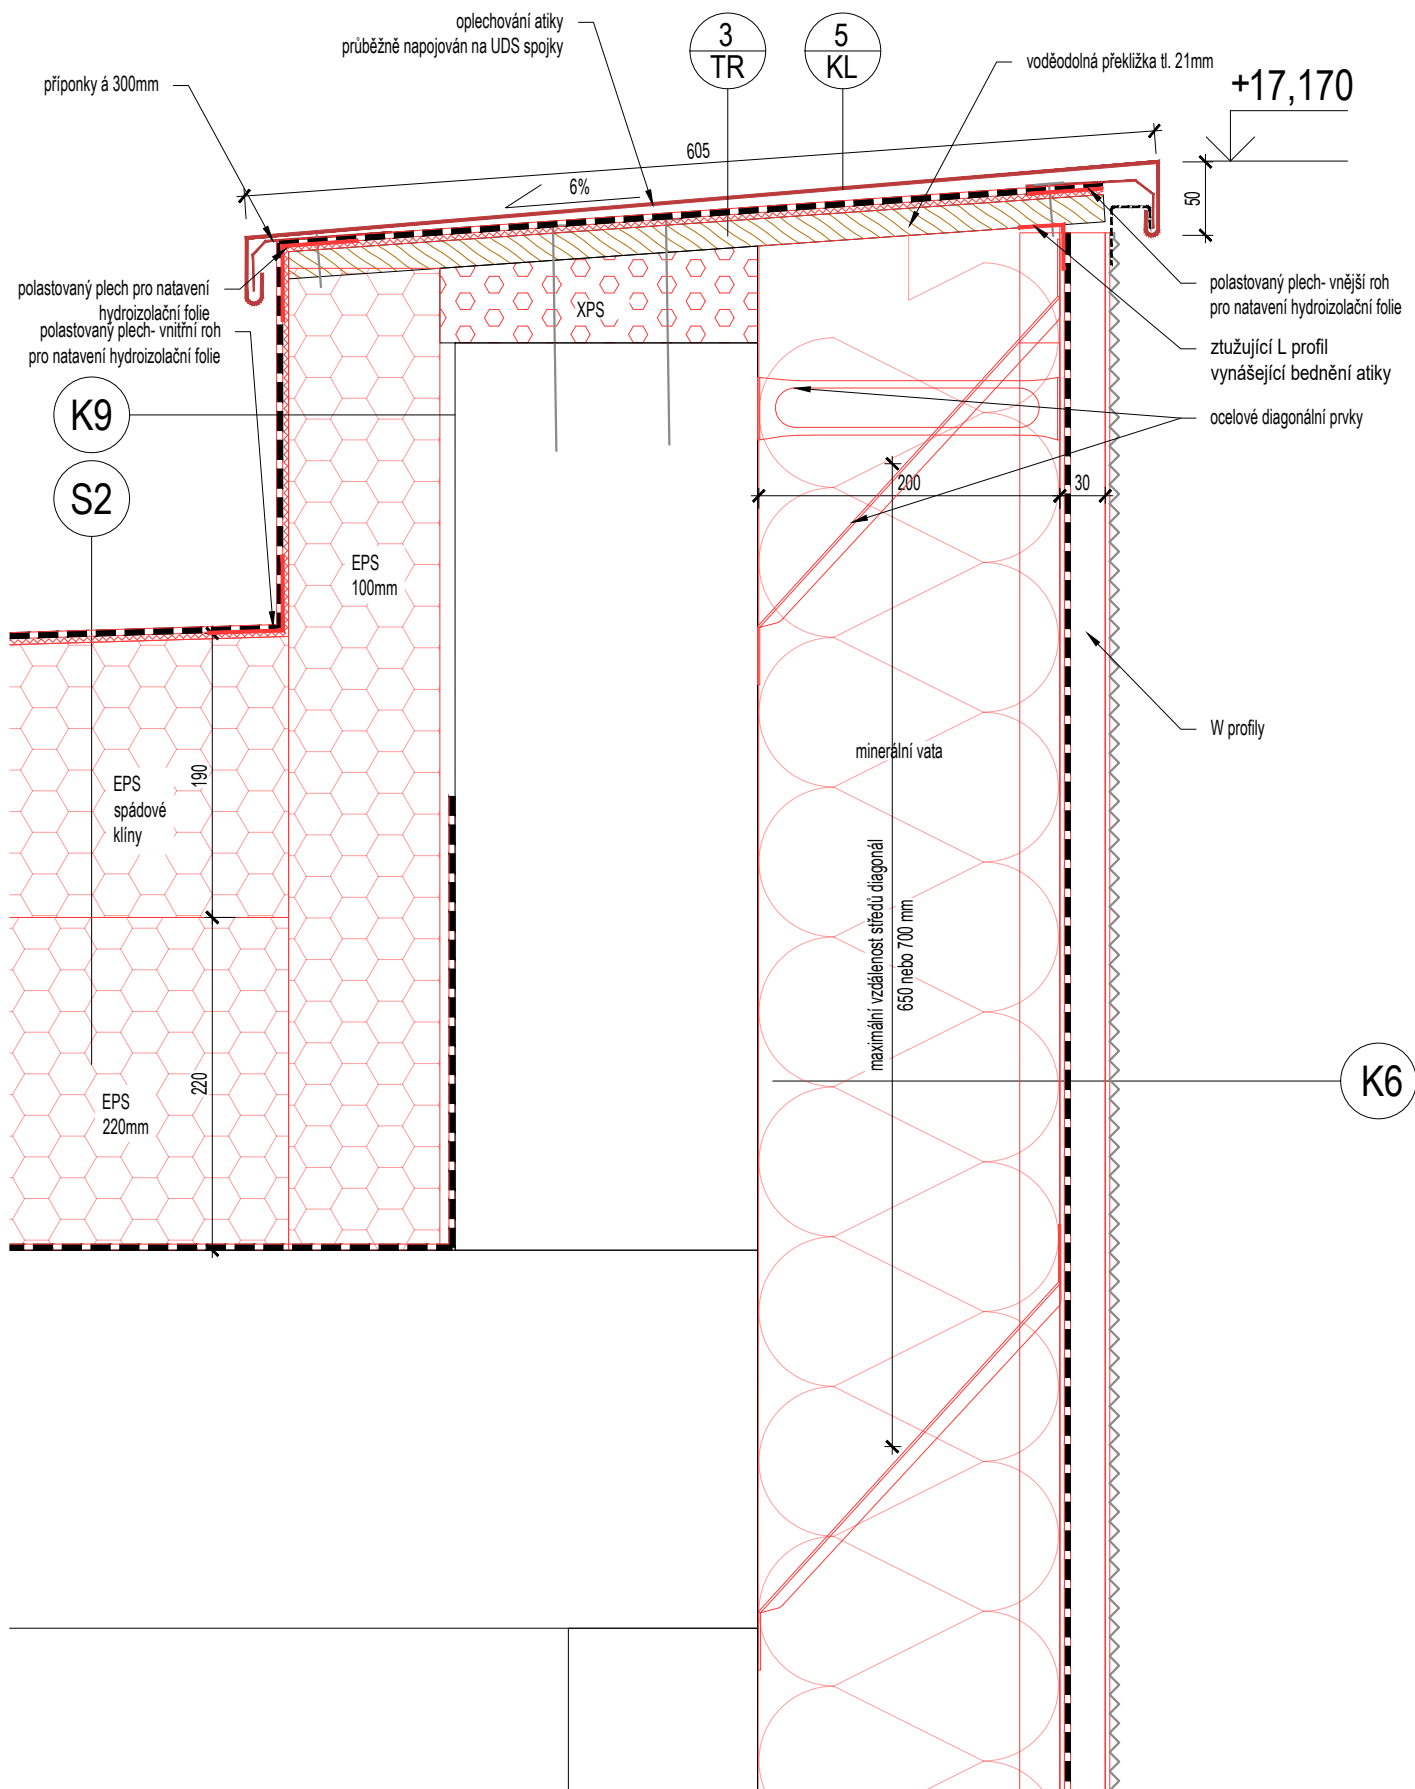 oplechování atiky
průběžně napojován na UDS spojky
3
TR
5
KL
voděodolná překližka tl. 21mm
+17,170
příponky á 300mm
605
6%
50
polastovaný plech pro natavení
hydroizolační folie
polastovaný plech- vnitřní roh
pro natavení hydroizolační folie
XPS
polastovaný plech- vnější roh
pro natavení hydroizolační folie
ztužující L profil
vynášející bednění atiky
ocelové diagonální prvky
K9
S2
200
30
EPS
100mm
W profily
minerální vata
190
EPS
spádové
klíny
maximální vzdálenost středů diagonál
650 nebo 700 mm
220
EPS
220mm
K6